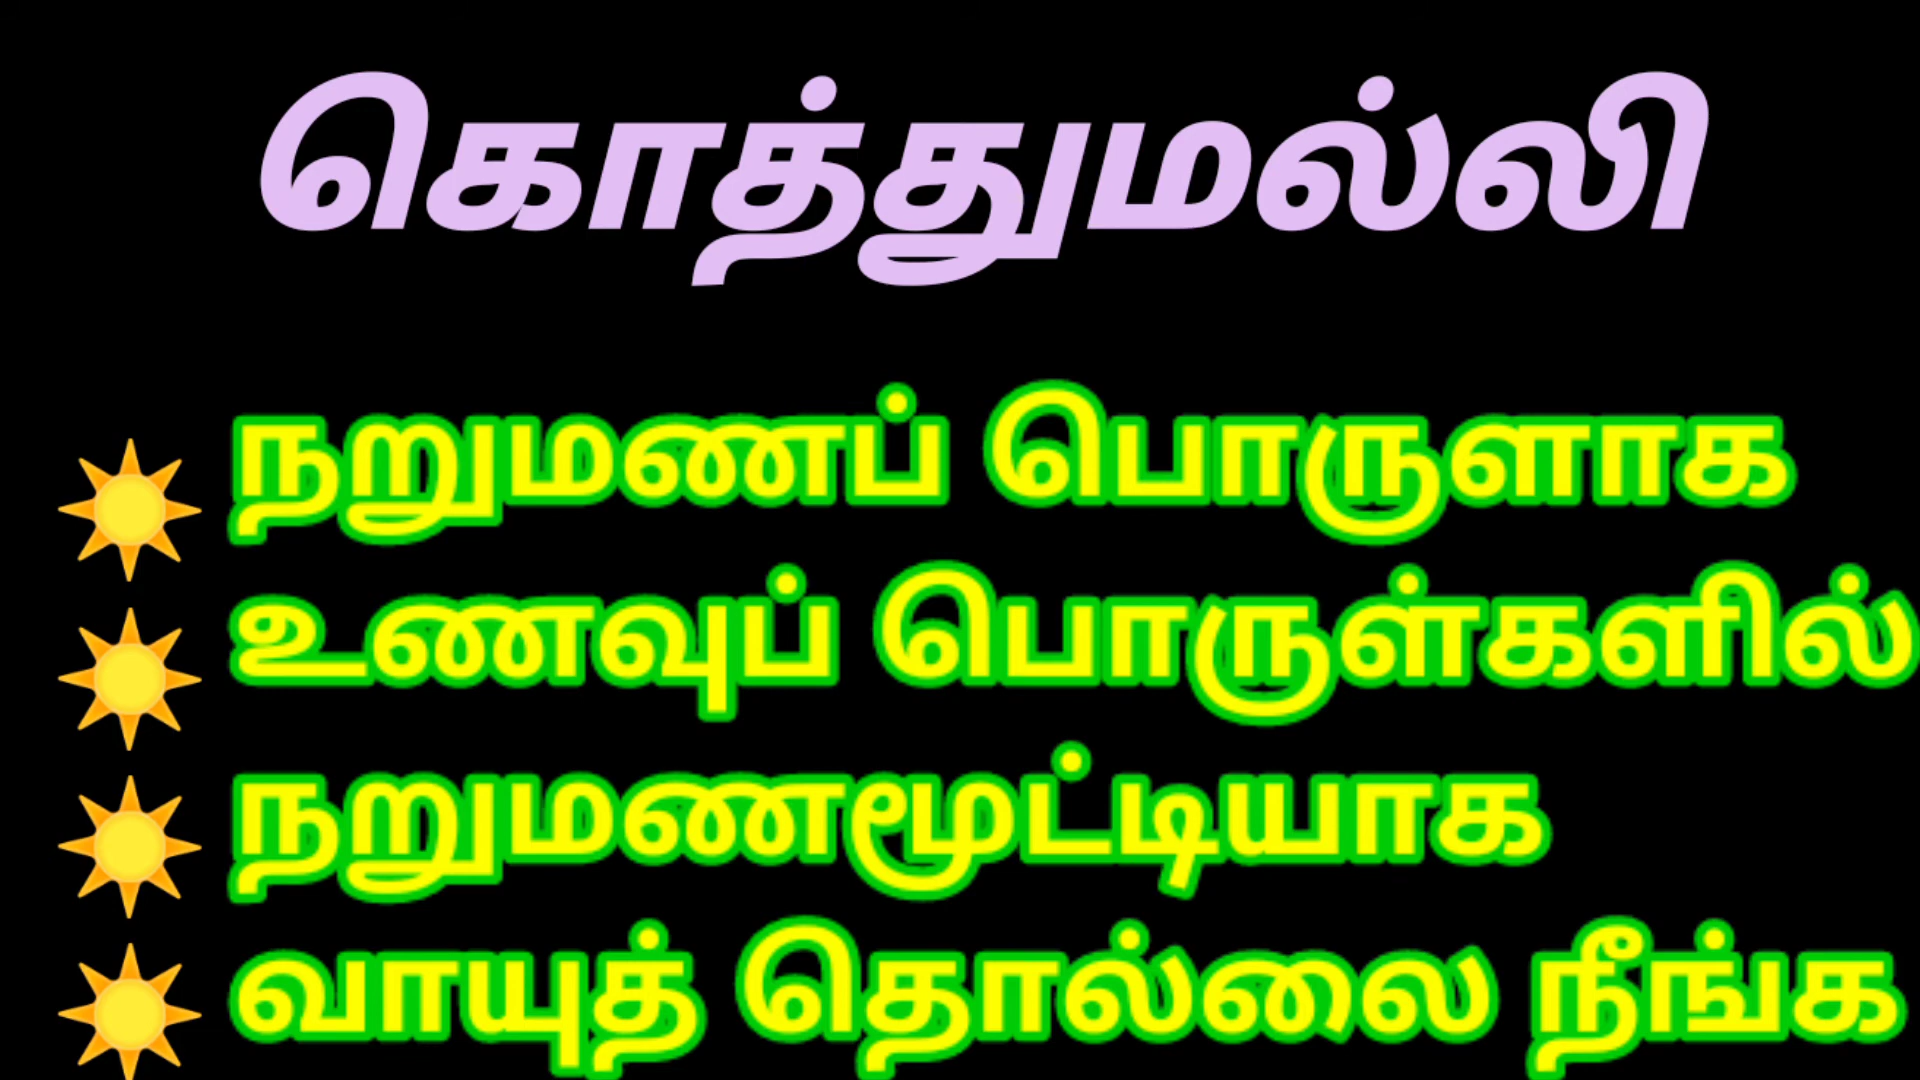 கொத்துமல்லி
நறுமணப் பொருளாக
உணவுப் பொருள்களில்
நறுமணமூட்டியாக
வாயுத் தொல்லை நீங்க